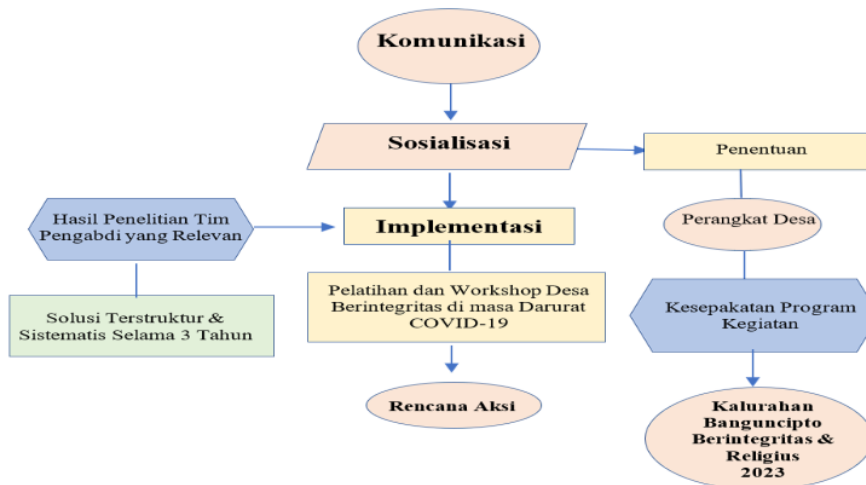 Komunikasi
Sosialisasi
Penentuan
Hasil Penelitian Tim
Pengabdi yang Relevan
Implementasi
Perangkat Desa
Solusi Terstruktur &
Sistematis Selama 3 Tahun
Pelatihan dan Workshop Desa
Berintegritas di masa Darurat
COVID-19
Kesepakatan Program
Kegiatan
Rencana Aksi
Kalurahan
Banguncipto
Berintegritas &
Religius
2023